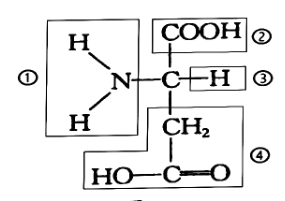 H COOH ②
① N—C—H ③
H
CH₂ ④
HO—C=O